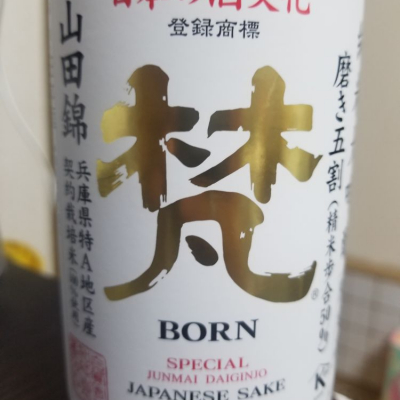 登録商標
山田錦
兵庫県特A地区産
契約栽培米
梵
®
BORN
SPECIAL
JUNMAI DAIGINJO
JAPANESE SAKE
磨き五割(精米歩合50%)
K